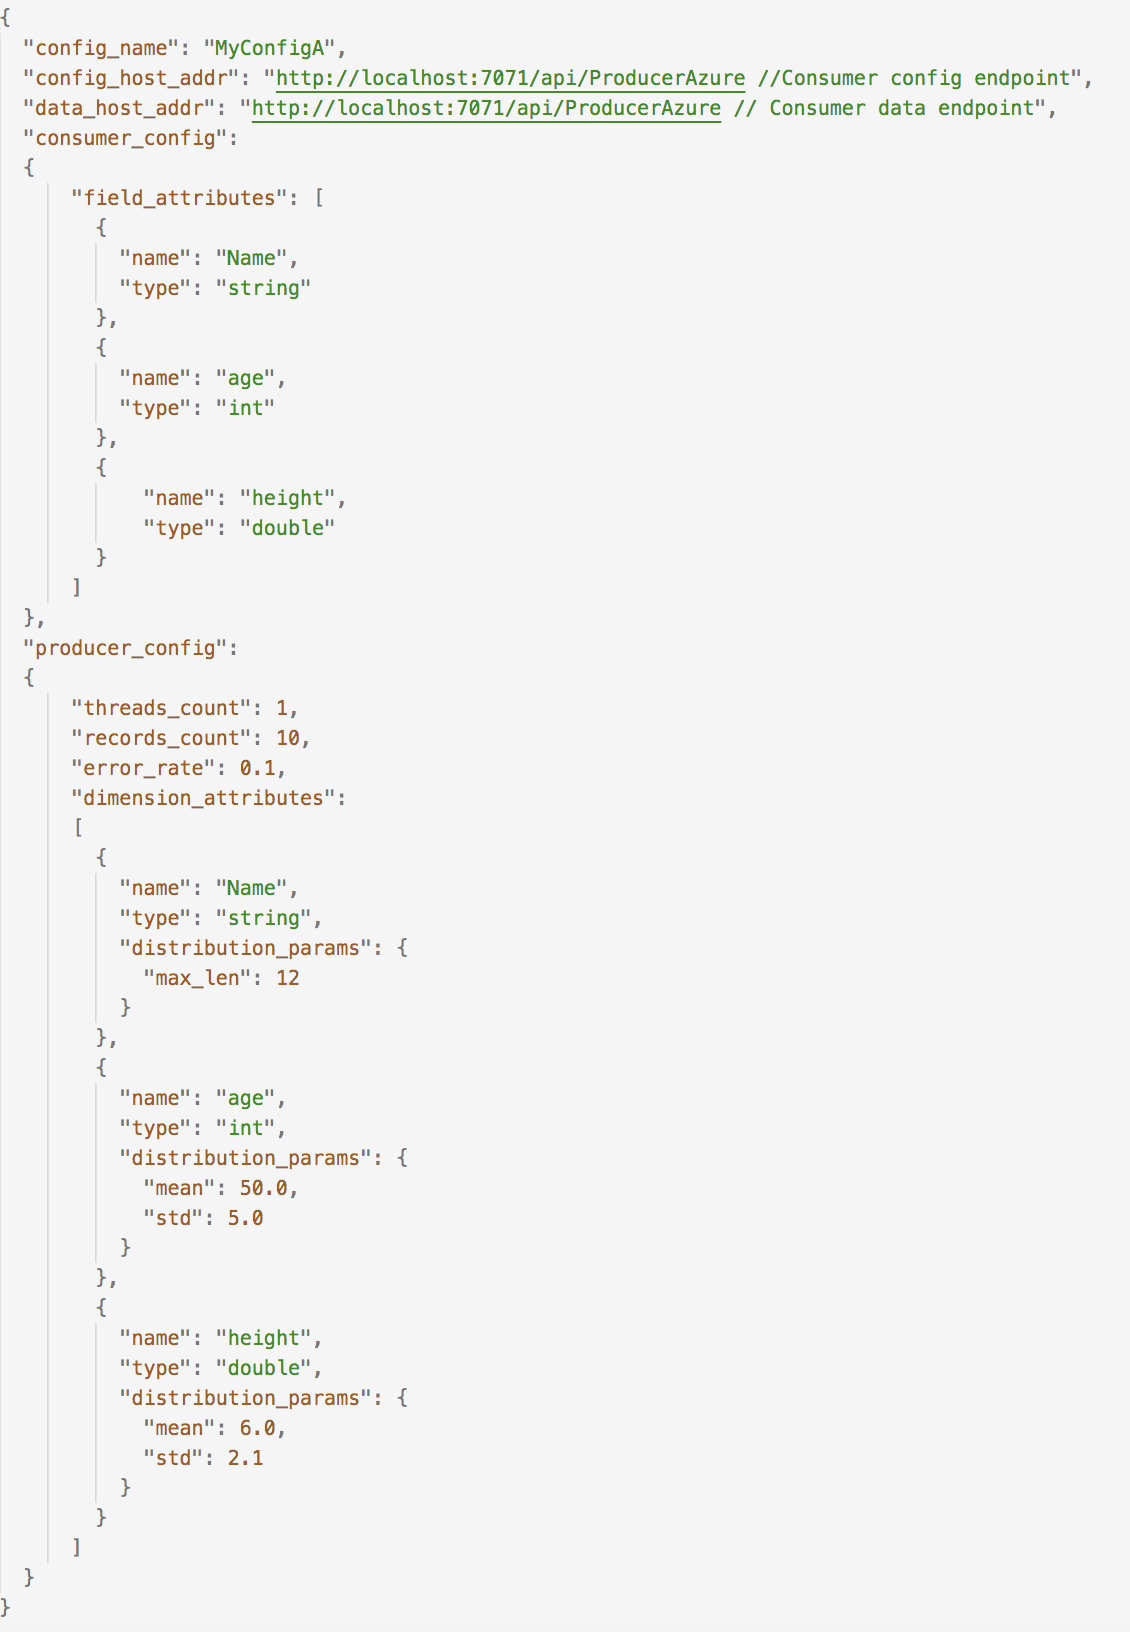 {
  "config_name": "MyConfigA",
  "config_host_addr": "http://localhost:7071/api/ProducerAzure //Consumer config endpoint",
  "data_host_addr": "http://localhost:7071/api/ProducerAzure // Consumer data endpoint",
  "consumer_config":
  {
      "field_attributes": [
        {
          "name": "Name",
          "type": "string"
        },
        {
          "name": "age",
          "type": "int"
        },
        {
            "name": "height",
            "type": "double"
        }
      ]
  },
  "producer_config":
  {
      "threads_count": 1,
      "records_count": 10,
      "error_rate": 0.1,
      "dimension_attributes":
      [
        {
          "name": "Name",
          "type": "string",
          "distribution_params": {
            "max_len": 12
          }
        },
        {
          "name": "age",
          "type": "int",
          "distribution_params": {
            "mean": 50.0,
            "std": 5.0
          }
        },
        {
          "name": "height",
          "type": "double",
          "distribution_params": {
            "mean": 6.0,
            "std": 2.1
          }
        }
      ]
  }
}